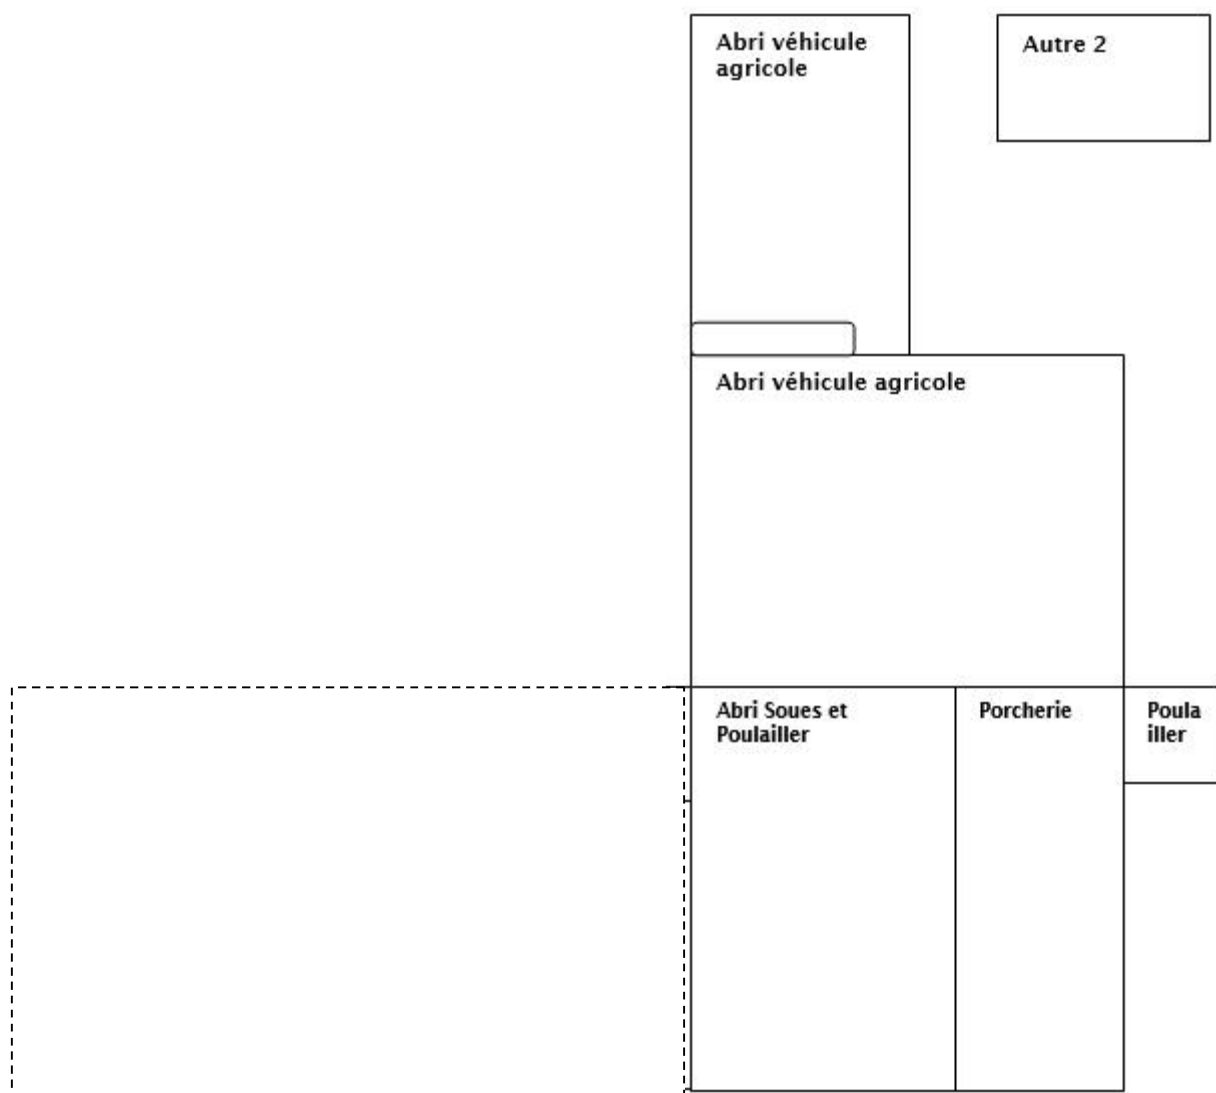 Abri véhicule
agricole
Autre 2
Abri véhicule agricole
Abri Soues et
Poulailler
Porcherie
Poula
iller